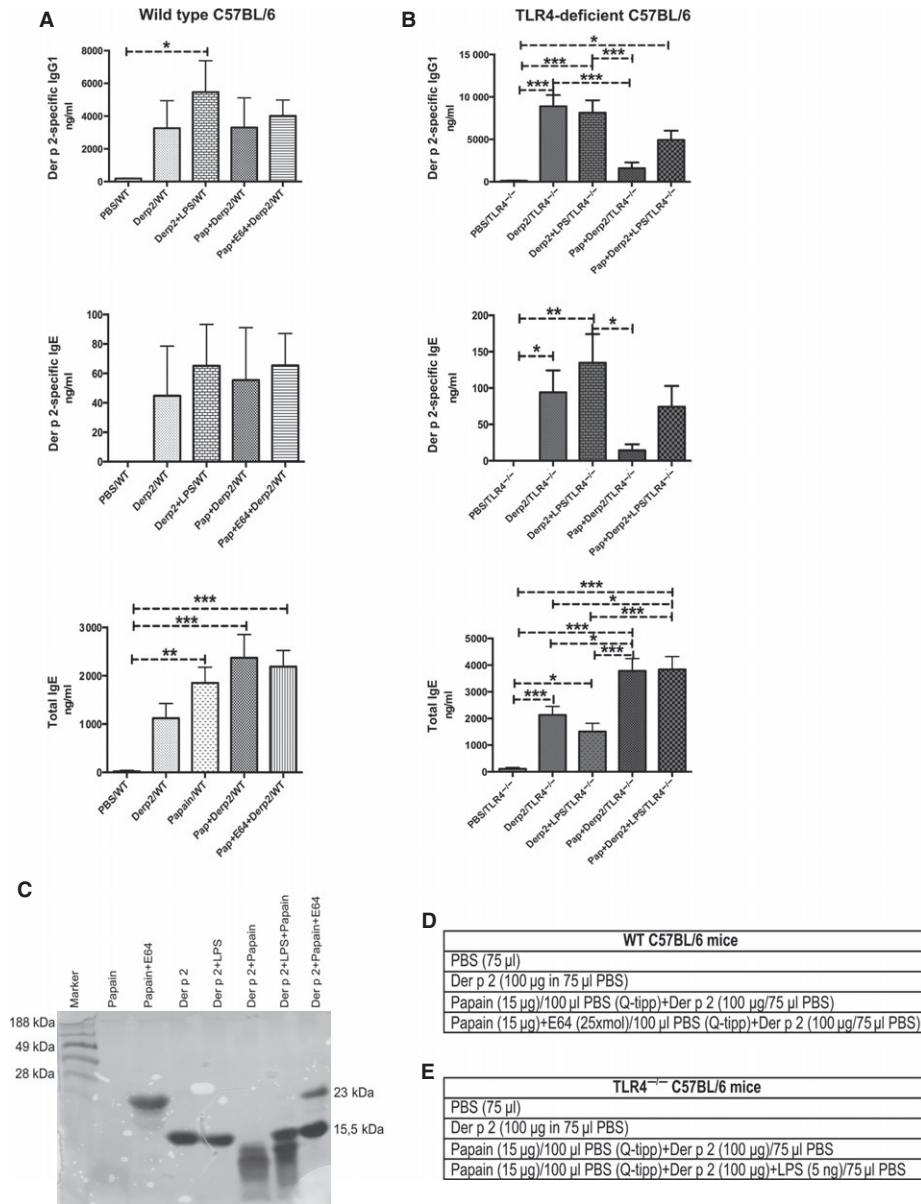 A
Wild type C57BL/6
Der p 2-specific IgG1
ng/ml
8000
6000
4000
2000
0
*
PBS/WT
Derp2/WT
Derp2+LPS/WT
Pap+Derp2/WT
Pap+E64+Derp2/WT
Der p 2-specific IgE
ng/ml
100
80
60
40
20
0
PBS/WT
Derp2/WT
Derp2+LPS/WT
Pap+Derp2/WT
Pap+E64+Derp2/WT
Total IgE
ng/ml
3000
2000
1000
0
***
***
**
PBS/WT
Derp2/WT
Papain/WT
Pap+Derp2/WT
Pap+E64+Derp2/WT
B
TLR4-deficient C57BL/6
Der p 2-specific IgG1
ng/ml
15 000
10 000
5000
0
*
*** ***
*** ***
PBS/TLR4−/−
Derp2/TLR4−/−
Derp2+LPS/TLR4−/−
Pap+Derp2/TLR4−/−
Pap+Derp2+LPS/TLR4−/−
Der p 2-specific IgE
ng/ml
200
150
100
50
0
**
* *
PBS/TLR4−/−
Derp2/TLR4−/−
Derp2+LPS/TLR4−/−
Pap+Derp2/TLR4−/−
Pap+Derp2+LPS/TLR4−/−
Total IgE
ng/ml
5000
4000
3000
2000
1000
0
***
*
***
***
*
***
*
***
PBS/TLR4−/−
Derp2/TLR4−/−
Derp2+LPS/TLR4−/−
Pap+Derp2/TLR4−/−
Pap+Derp2+LPS/TLR4−/−
C
Marker
Papain
Papain+E64
Der p 2
Der p 2+LPS
Der p 2+Papain
Der p 2+LPS+Papain
Der p 2+Papain+E64
188 kDa
49 kDa
28 kDa
23 kDa
15,5 kDa
D
WT C57BL/6 mice
PBS (75 µl)
Der p 2 (100 µg in 75 µl PBS)
Papain (15 µg)/100 µl PBS (Q-tipp)+Der p 2 (100 µg/75 µl PBS)
Papain (15 µg)+E64 (25xmol)/100 µl PBS (Q-tipp)+Der p 2 (100 µg/75 µl PBS)
E
TLR4−/− C57BL/6 mice
PBS (75 µl)
Der p 2 (100 µg in 75 µl PBS)
Papain (15 µg)/100 µl PBS (Q-tipp)+Der p 2 (100 µg)/75 µl PBS
Papain (15 µg)/100 µl PBS (Q-tipp)+Der p 2 (100 µg)+LPS (5 ng)/75 µl PBS